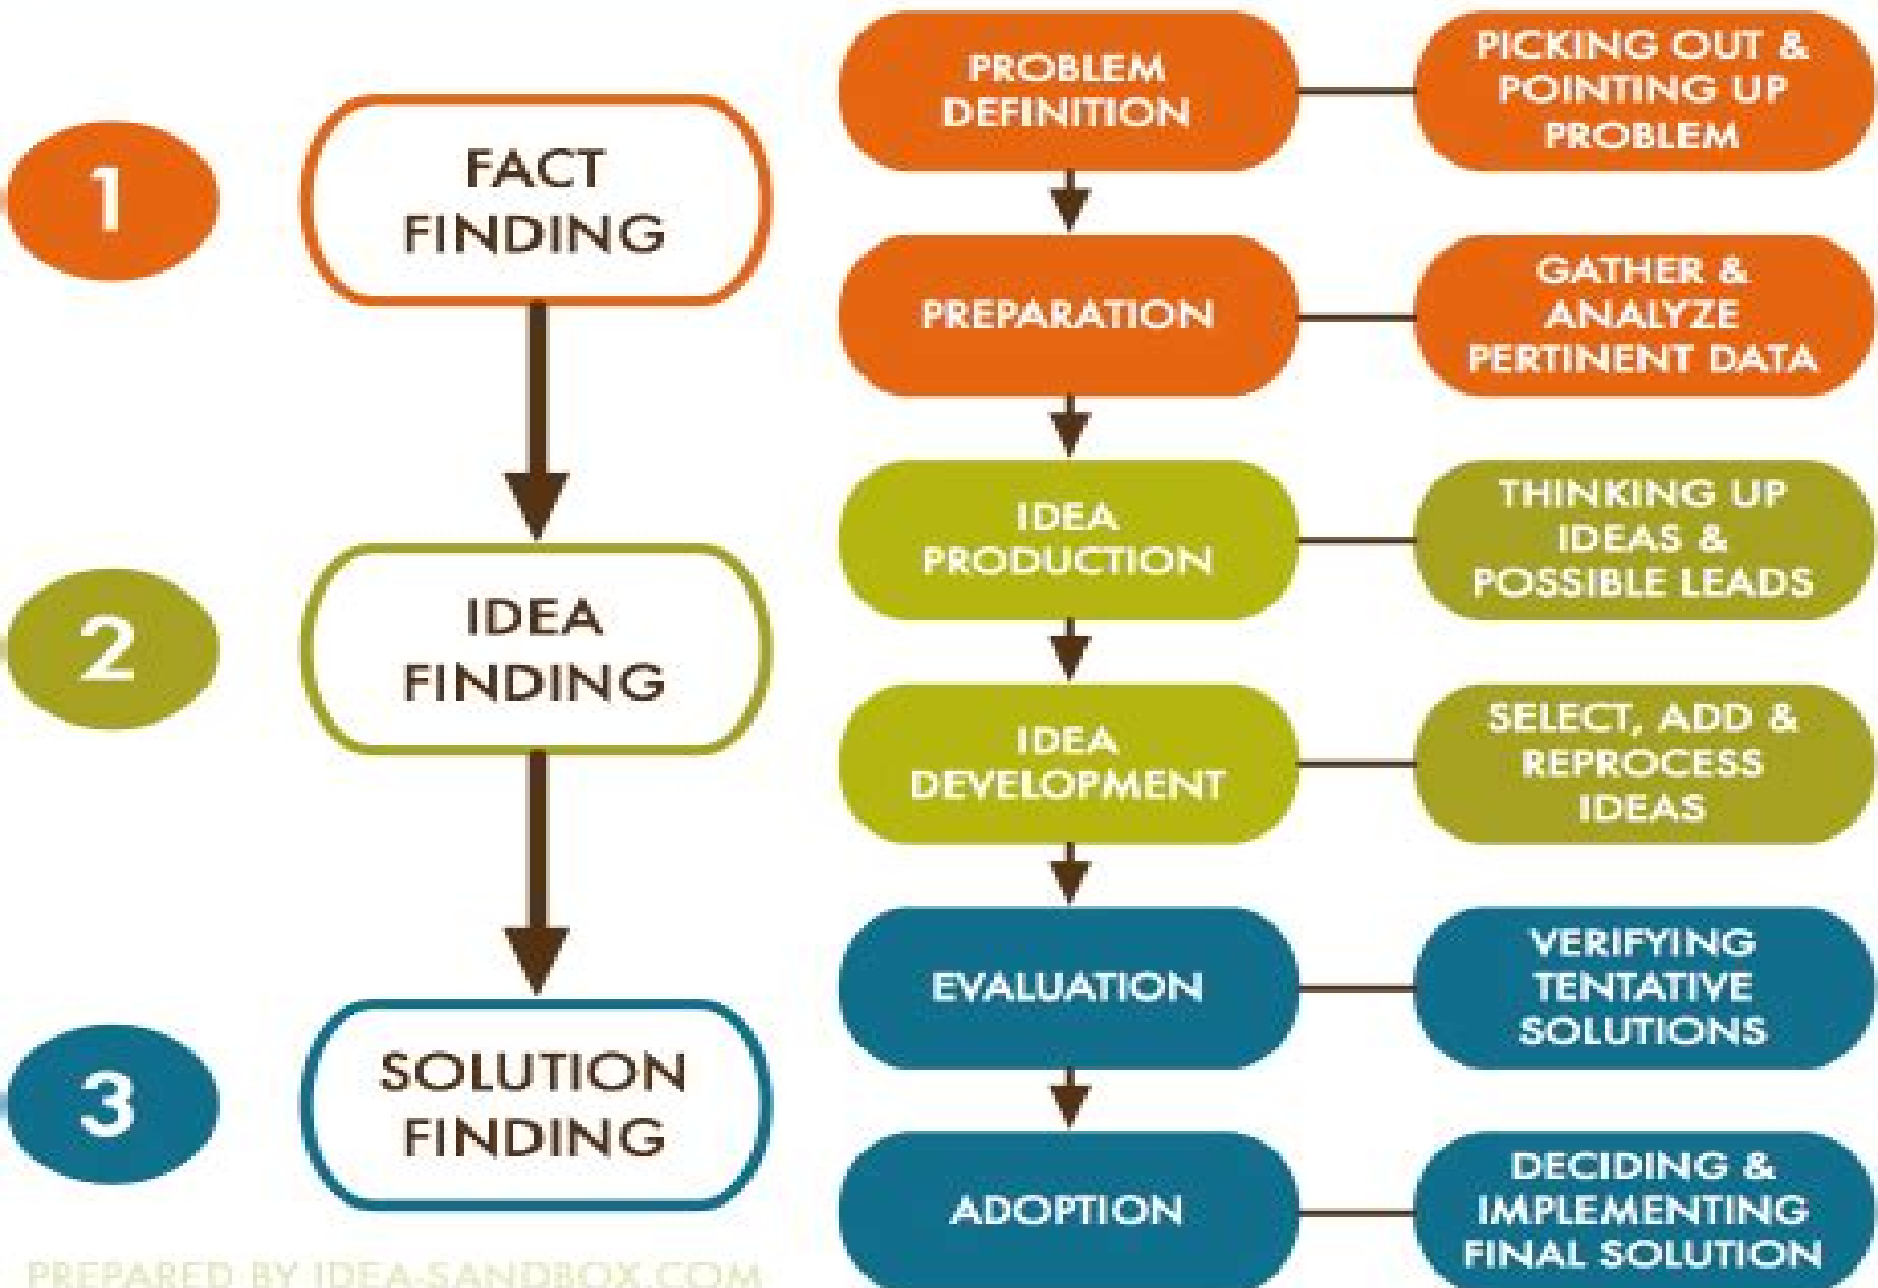 1
FACT
FINDING
PROBLEM
DEFINITION
PICKING OUT &
POINTING UP
PROBLEM
PREPARATION
GATHER &
ANALYZE
PERTINENT DATA
2
IDEA
FINDING
IDEA
PRODUCTION
THINKING UP
IDEAS &
POSSIBLE LEADS
IDEA
DEVELOPMENT
SELECT, ADD &
REPROCESS
IDEAS
3
SOLUTION
FINDING
EVALUATION
VERIFYING
TENTATIVE
SOLUTIONS
ADOPTION
DECIDING &
IMPLEMENTING
FINAL SOLUTION
PREPARED BY IDEA-SANDBOX.COM